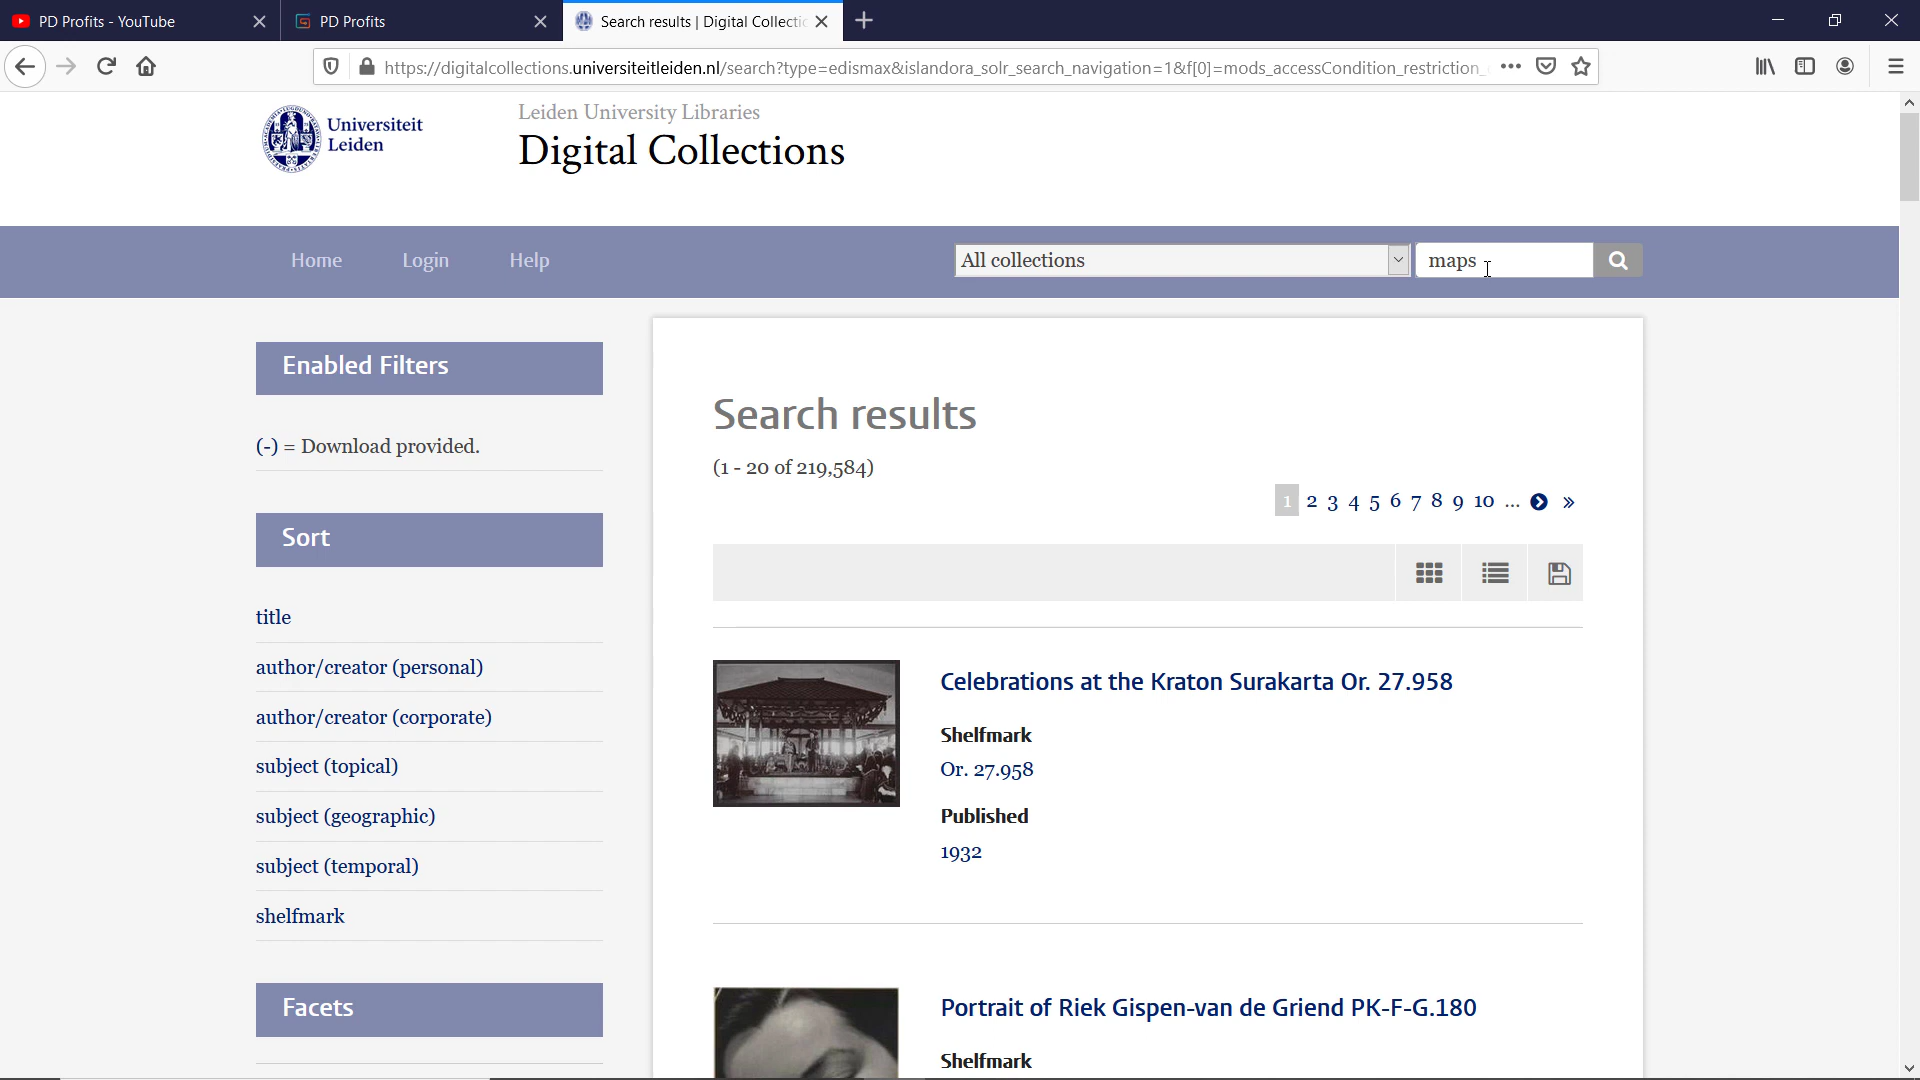 PD Profits - YouTube
PD Profits
Search results | Digital Collectic
https://digitalcollections.universiteitleiden.nl/search?type=edismax&islandora_solr_search_navigation=1&f[0]=mods_accessCondition_restriction_
Universiteit
Leiden
Leiden University Libraries
Digital Collections
Home Login Help All collections maps
Enabled Filters
(-) = Download provided.
Sort
title
author/creator (personal)
author/creator (corporate)
subject (topical)
subject (geographic)
subject (temporal)
shelfmark
Facets
Search results
(1 - 20 of 219,584)
1 2 3 4 5 6 7 8 9 10 ... »
Celebrations at the Kraton Surakarta Or. 27.958
Shelfmark
Or. 27.958
Published
1932
Portrait of Riek Gispen-van de Griend PK-F-G.180
Shelfmark